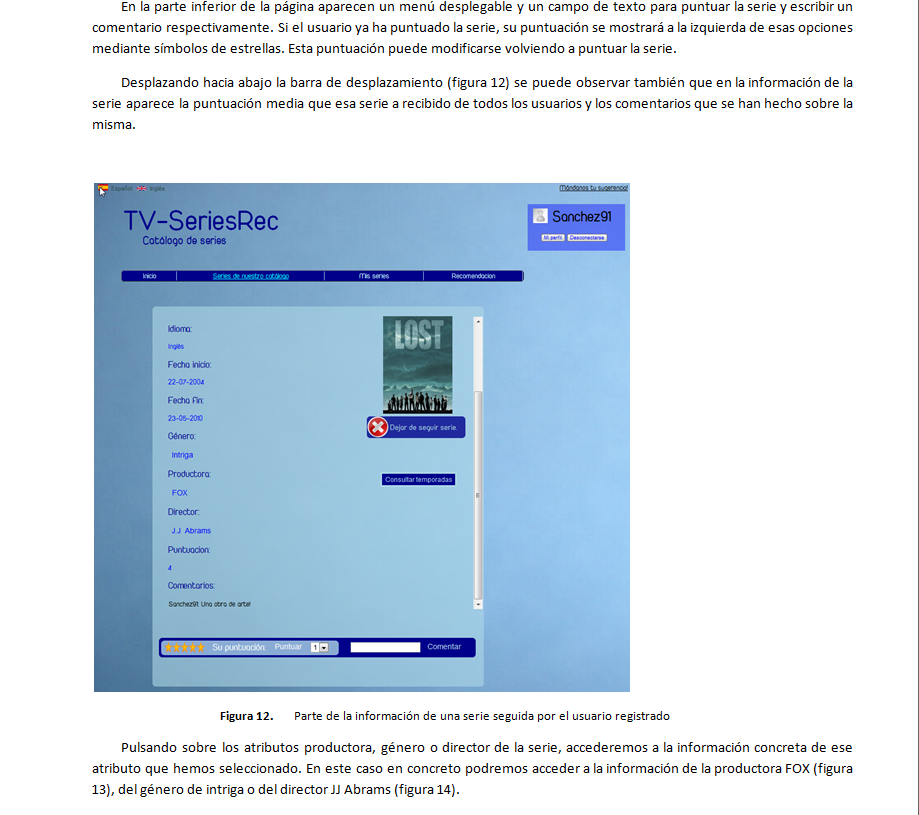 En la parte inferior de la página aparecen un menú desplegable y un campo de texto para puntuar la serie y escribir un
comentario respectivamente. Si el usuario ya ha puntuado la serie, su puntuación se mostrará a la izquierda de esas opciones
mediante símbolos de estrellas. Esta puntuación puede modificarse volviendo a puntuar la serie.
Desplazando hacia abajo la barra de desplazamiento (figura 12) se puede observar también que en la información de la
serie aparece la puntuación media que esa serie a recibido de todos los usuarios y los comentarios que se han hecho sobre la
misma.
Español Inglés
Mándanos tu sugerencia!
TV-SeriesRec
Catálogo de series
Sanchez91
Mi perfil Desconectarse
Inicio Series de nuestro catálogo Mis series Recomendacion
LOST
Idioma:
Inglés
Fecha inicio:
22-07-2004
Fecha fin:
23-05-2010
Dejar de seguir serie.
Género:
Intriga
Productora:
Consultar temporadas
FOX
Director:
J.J Abrams
Puntuacion:
4
Comentarios:
Sanchez91: Una obra de arte!
Su puntuación: Puntuar 1 Comentar
Figura 12. Parte de la información de una serie seguida por el usuario registrado
Pulsando sobre los atributos productora, género o director de la serie, accederemos a la información concreta de ese
atributo que hemos seleccionado. En este caso en concreto podremos acceder a la información de la productora FOX (figura
13), del género de intriga o del director JJ Abrams (figura 14).